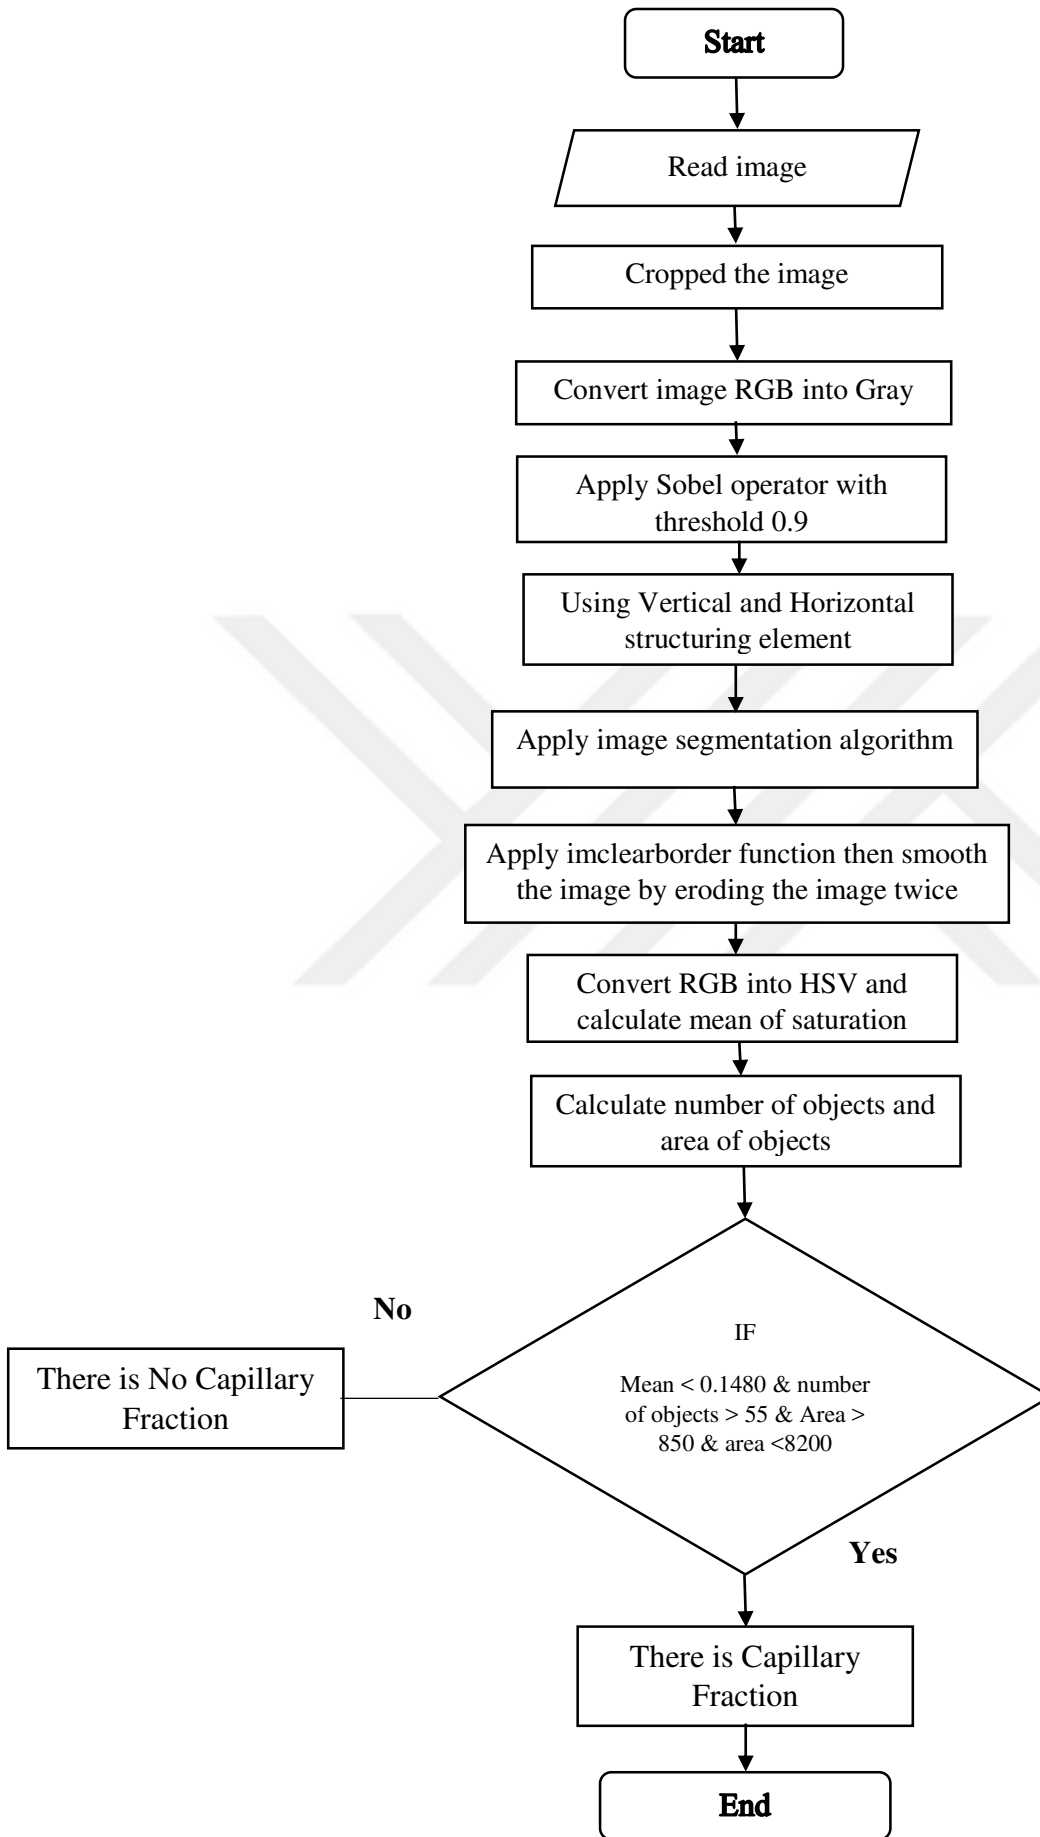 Start
Read image
Cropped the image
Convert image RGB into Gray
Apply Sobel operator with
threshold 0.9
Using Vertical and Horizontal
structuring element
Apply image segmentation algorithm
Apply imclearborder function then smooth
the image by eroding the image twice
Convert RGB into HSV and
calculate mean of saturation
Calculate number of objects and
area of objects
No
IF
Mean < 0.1480 & number
of objects > 55 & Area >
850 & area <8200
There is No Capillary
Fraction
Yes
There is Capillary
Fraction
End